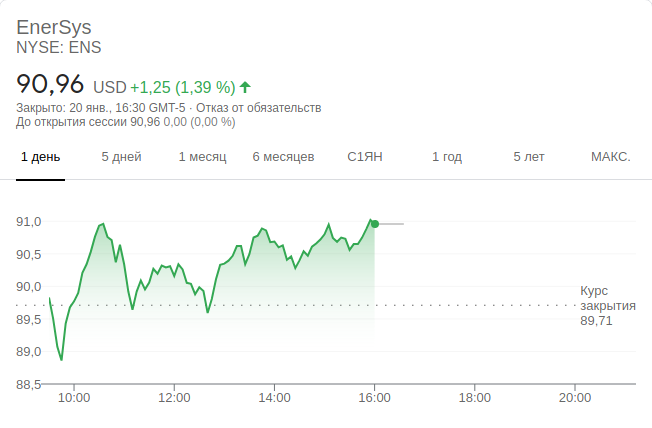 EnerSys
NYSE: ENS
90,96 USD +1,25 (1,39 %)
Закрыто: 20 янв., 16:30 GMT-5 · Отказ от обязательств
До открытия сессии 90,96 0,00 (0,00 %)
1 день 5 дней 1 месяц 6 месяцев С1ЯН 1 год 5 лет МАКС.
91,0
90,5
90,0
89,5
89,0
88,5
Курс
закрытия
89,71
10:00 12:00 14:00 16:00 18:00 20:00